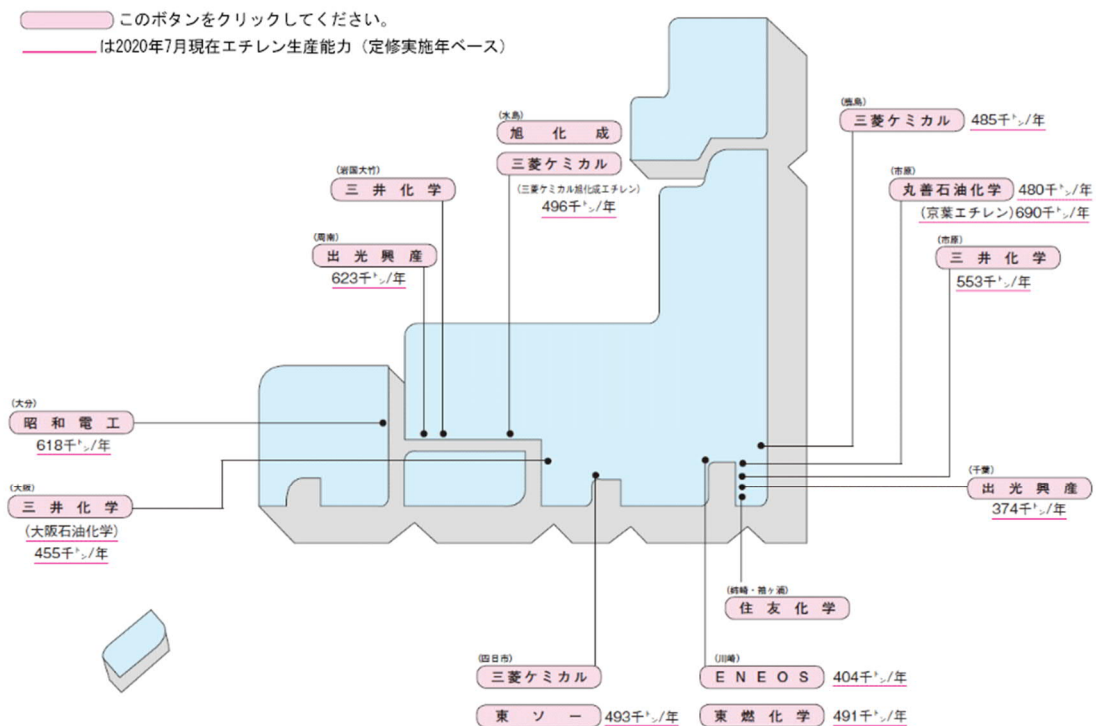 このボタンをクリックしてください。
は2020年7月現在エチレン生産能力（定修実施年ベース）
(水島)
旭化成
三菱ケミカル
(三菱ケミカル旭化成エチレン)
496千㌧/年
(鹿島)
三菱ケミカル 485千㌧/年
(岩国大竹)
三井化学
(市原)
丸善石油化学 480千㌧/年
(京葉エチレン)690千㌧/年
(周南)
出光興産
623千㌧/年
(市原)
三井化学
553千㌧/年
(大分)
昭和電工
618千㌧/年
(大阪)
三井化学
(大阪石油化学)
455千㌧/年
(千葉)
出光興産
374千㌧/年
(姉崎・袖ヶ浦)
住友化学
(四日市)
三菱ケミカル
東ソー 493千㌧/年
(川崎)
ENEOS 404千㌧/年
東燃化学 491千㌧/年